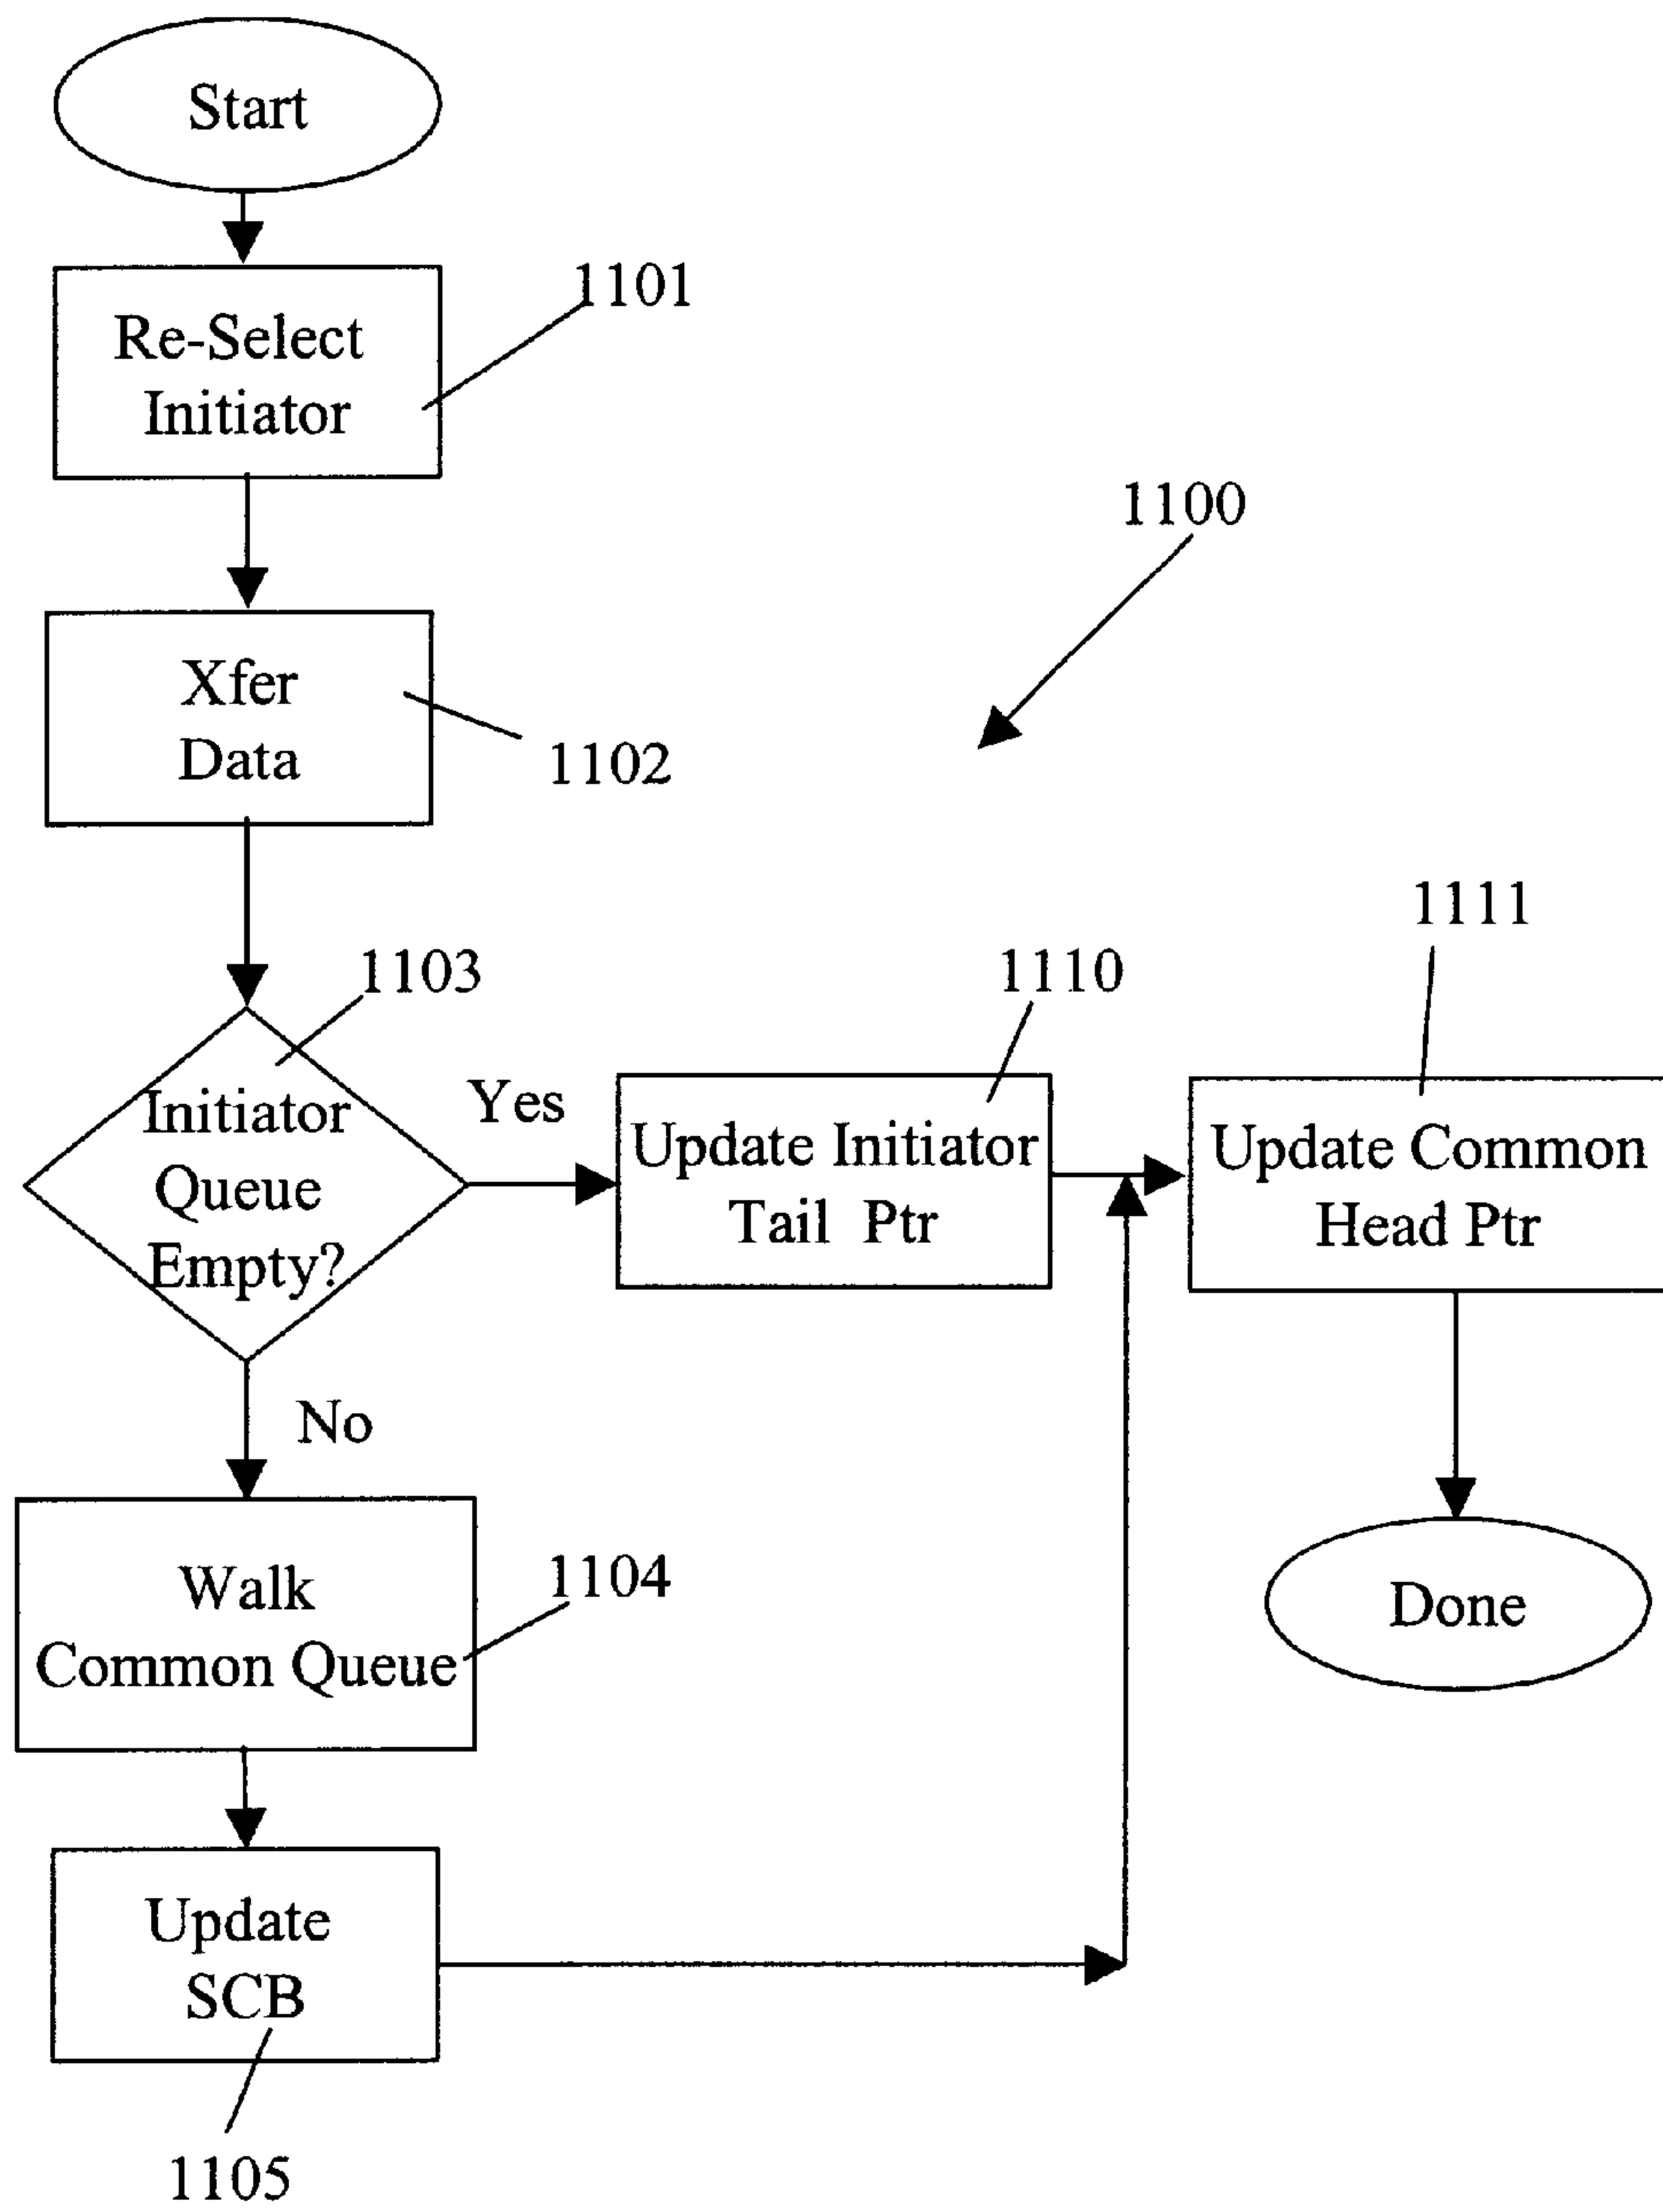 Start
1101
Re-Select
Initiator
1100
Xfer
Data
1102
1111
1103
1110
Initiator
Queue
Empty?
Yes
Update Initiator
Tail Ptr
Update Common
Head Ptr
No
1104
Walk
Common Queue
Done
Update
SCB
1105